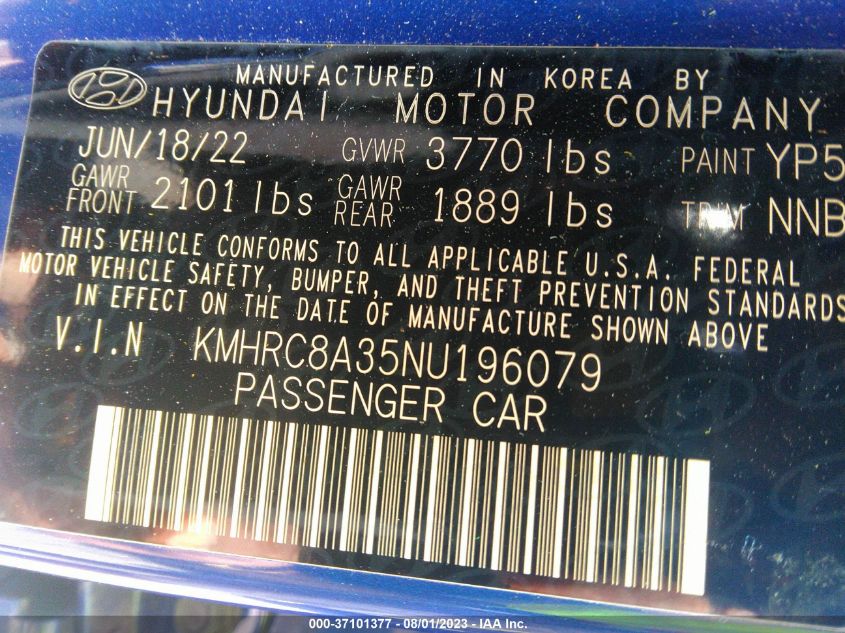 MANUFACTURED IN KOREA BY
HYUNDAI MOTOR COMPANY
JUN/18/22 GVWR 3770 lbs PAINT YP5
GAWR FRONT 2101 lbs GAWR REAR 1889 lbs TRIM NNB
THIS VEHICLE CONFORMS TO ALL APPLICABLE U.S.A. FEDERAL
MOTOR VEHICLE SAFETY, BUMPER, AND THEFT PREVENTION STANDARDS
IN EFFECT ON THE DATE OF MANUFACTURE SHOWN ABOVE
V.I.N KMHRC8A35NU196079
PASSENGER CAR
000-37101377 - 08/01/2023 - IAA Inc.